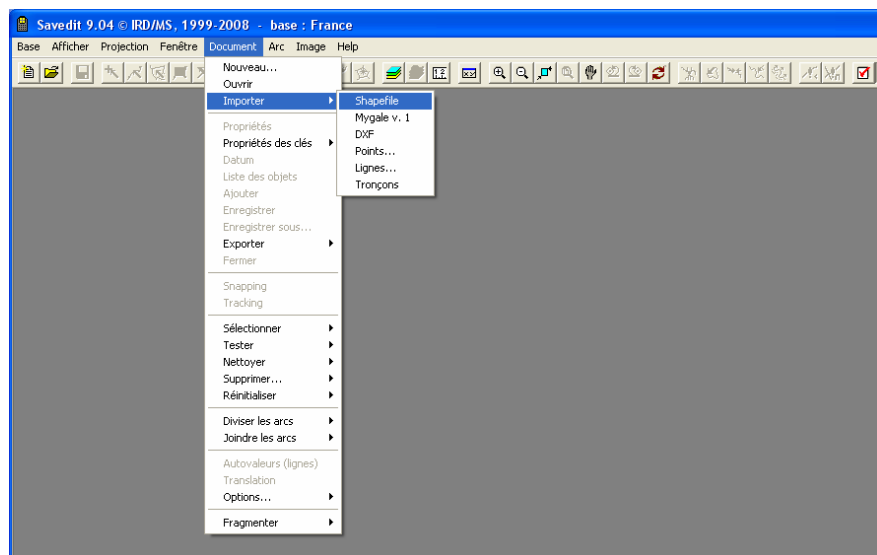 Savedit 9.04 © IRD/MS, 1999-2008 - base : France
Base Afficher Projection Fenêtre Document Arc Image Help
Nouveau...
Ouvrir
Importer
Propriétés
Propriétés des clés
Datum
Liste des objets
Ajouter
Enregistrer
Enregistrer sous...
Exporter
Fermer
Snapping
Tracking
Sélectionner
Tester
Nettoyer
Supprimer...
Réinitialiser
Diviser les arcs
Joindre les arcs
Autovaleurs (lignes)
Translation
Options...
Fragmenter
Shapefile
Mygale v. 1
DXF
Points...
Lignes...
Tronçons